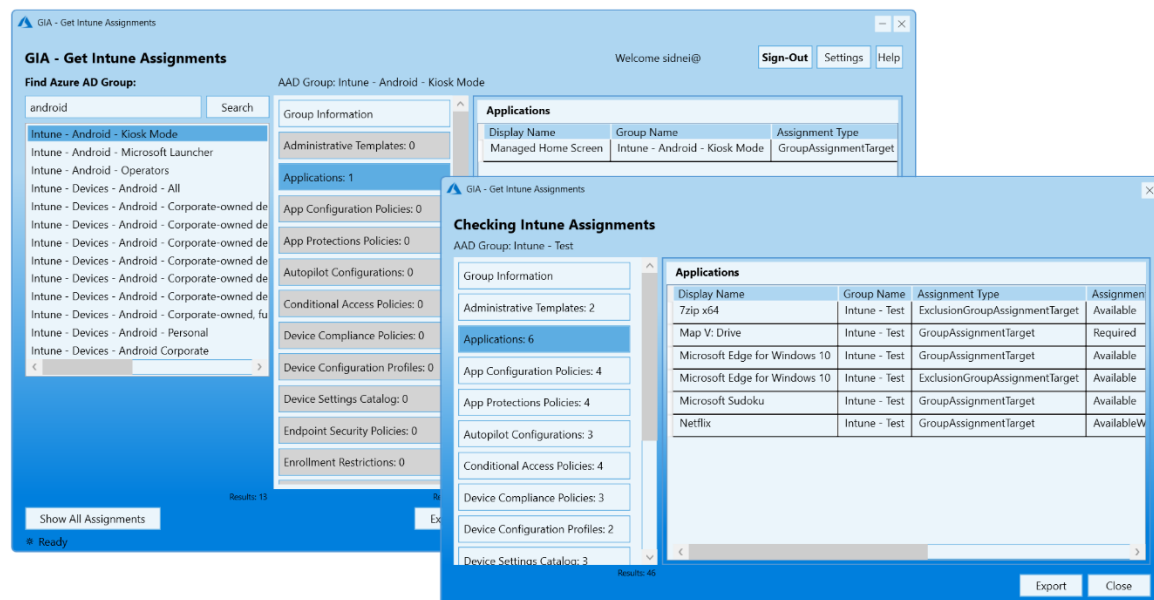 GIA - Get Intune Assignments
GIA - Get Intune Assignments
Welcome sidnei@
Sign-Out
Settings
Help
Find Azure AD Group:
AAD Group: Intune - Android - Kiosk Mode
android
Search
Intune - Android - Kiosk Mode
Intune - Android - Microsoft Launcher
Intune - Android - Operators
Intune - Devices - Android - All
Intune - Devices - Android - Corporate-owned de
Intune - Devices - Android - Corporate-owned de
Intune - Devices - Android - Corporate-owned de
Intune - Devices - Android - Corporate-owned de
Intune - Devices - Android - Corporate-owned de
Intune - Devices - Android - Corporate-owned de
Intune - Devices - Android - Corporate-owned, fu
Intune - Devices - Android - Personal
Intune - Devices - Android Corporate
Results: 13
Show All Assignments
Ready
Group Information
Administrative Templates: 0
Applications: 1
App Configuration Policies: 0
App Protections Policies: 0
Autopilot Configurations: 0
Conditional Access Policies: 0
Device Compliance Policies: 0
Device Configuration Profiles: 0
Device Settings Catalog: 0
Endpoint Security Policies: 0
Enrollment Restrictions: 0
Re
Ex
Applications
Display Name Group Name Assignment Type
Managed Home Screen Intune - Android - Kiosk Mode GroupAssignmentTarget
GIA - Get Intune Assignments
Checking Intune Assignments
AAD Group: Intune - Test
Group Information
Administrative Templates: 2
Applications: 6
App Configuration Policies: 4
App Protections Policies: 4
Autopilot Configurations: 3
Conditional Access Policies: 4
Device Compliance Policies: 3
Device Configuration Profiles: 2
Device Settings Catalog: 3
Results: 46
Applications
Display Name Group Name Assignment Type Assignment
7zip x64 Intune - Test ExclusionGroupAssignmentTarget Available
Map V: Drive Intune - Test GroupAssignmentTarget Required
Microsoft Edge for Windows 10 Intune - Test GroupAssignmentTarget Available
Microsoft Edge for Windows 10 Intune - Test ExclusionGroupAssignmentTarget Available
Microsoft Sudoku Intune - Test GroupAssignmentTarget Available
Netflix Intune - Test GroupAssignmentTarget AvailableW
Export
Close